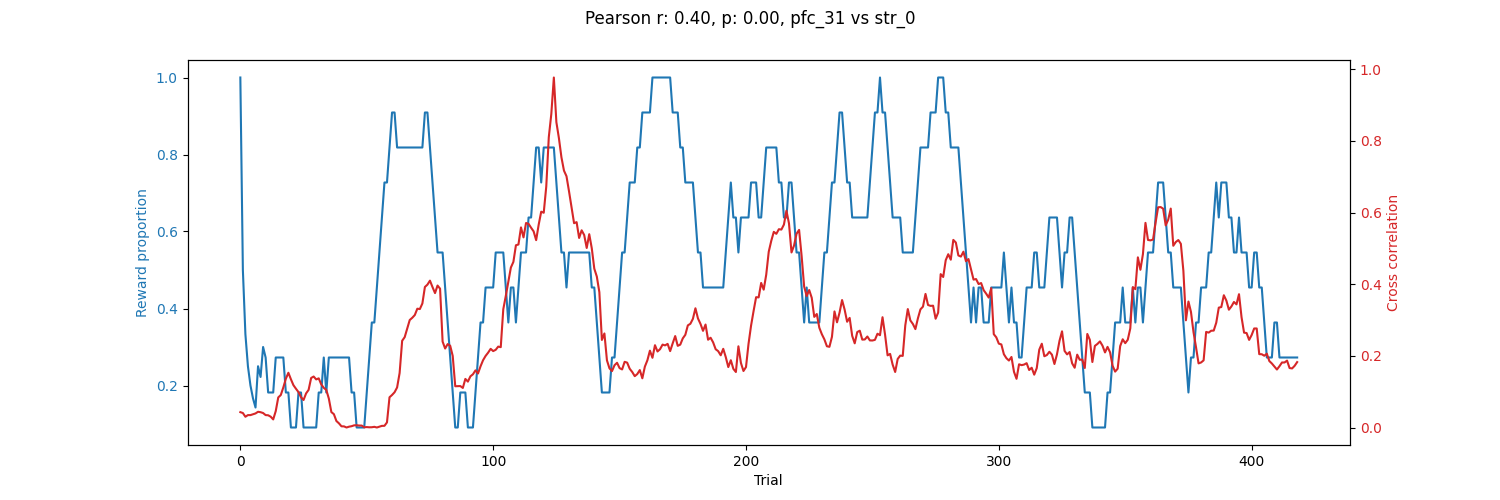 Pearson r: 0.40, p: 0.00, pfc_31 vs str_0
1.0
0.8
0.6
0.4
0.2
Reward proportion
1.0
0.8
0.6
0.4
0.2
0.0
Cross correlation
0 100 200 300 400
Trial